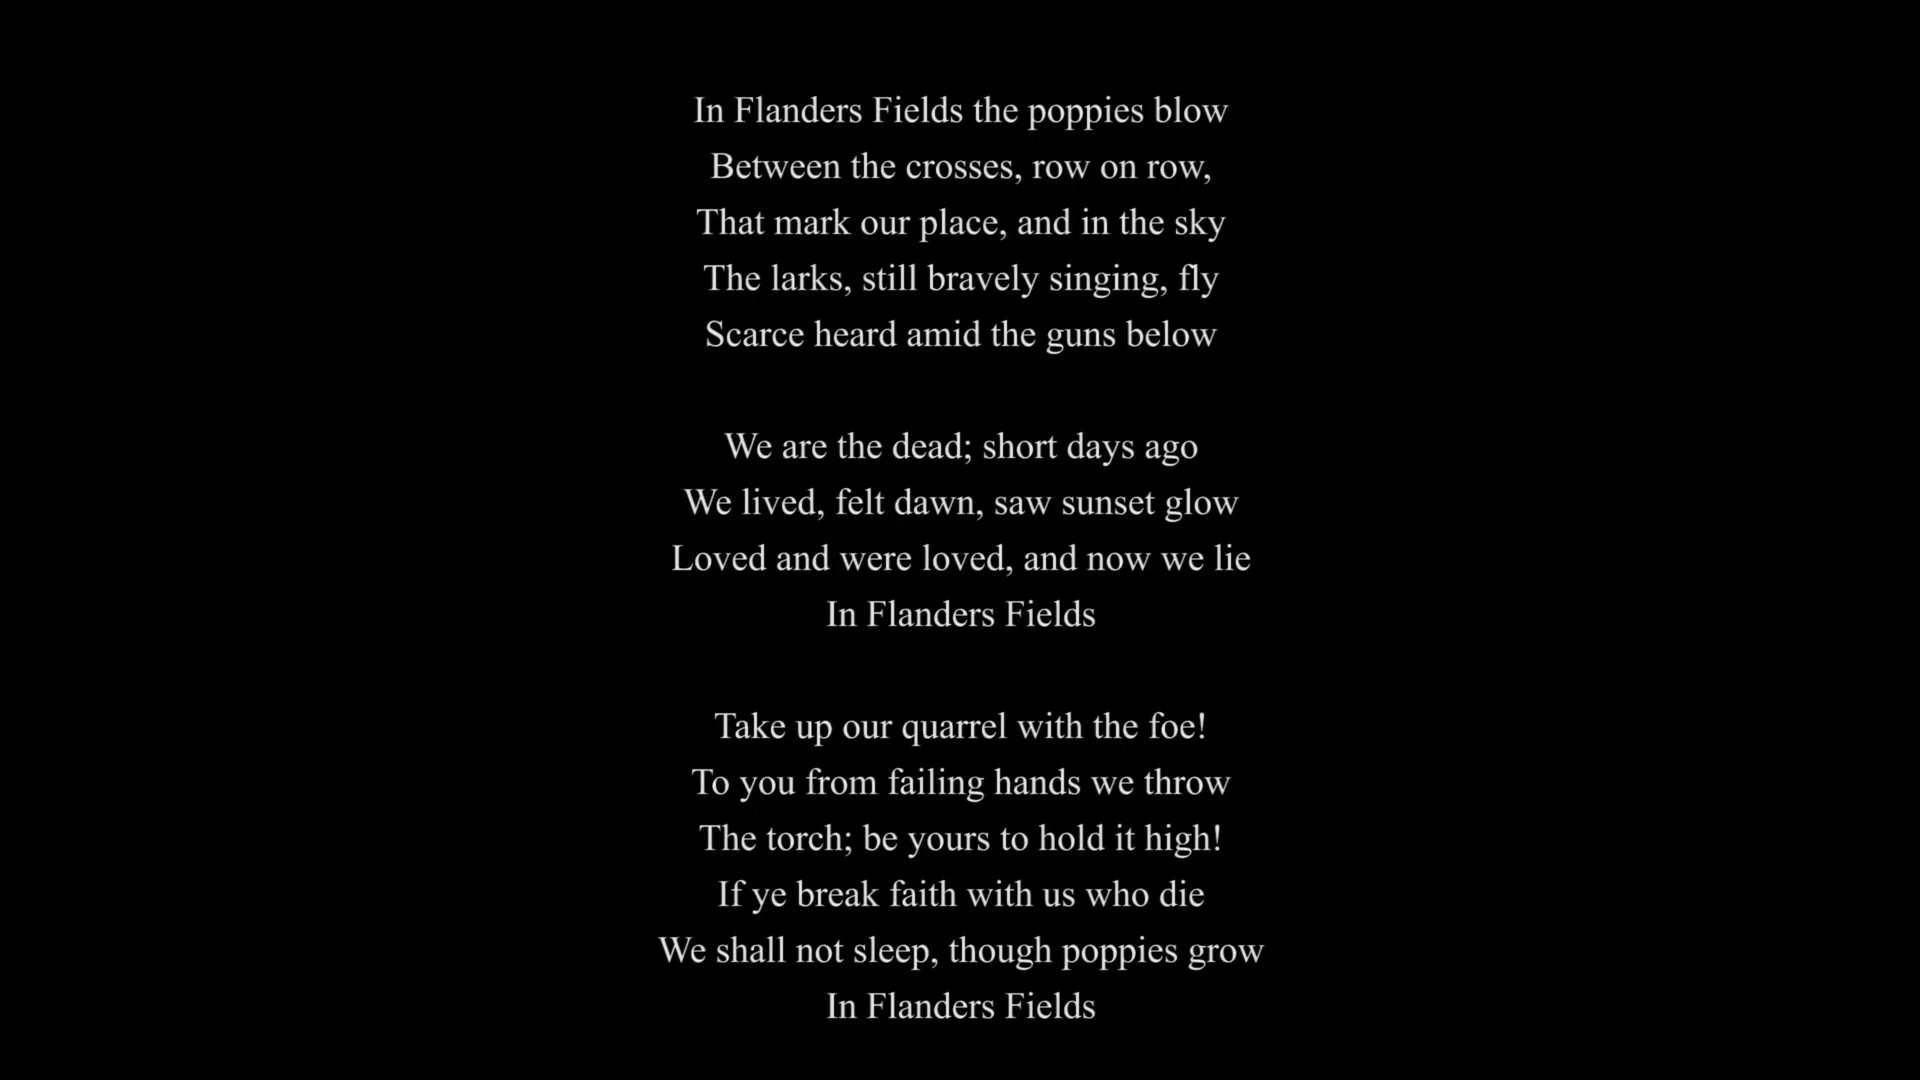 In Flanders Fields the poppies blow
Between the crosses, row on row,
That mark our place, and in the sky
The larks, still bravely singing, fly
Scarce heard amid the guns below
We are the dead; short days ago
We lived, felt dawn, saw sunset glow
Loved and were loved, and now we lie
In Flanders Fields
Take up our quarrel with the foe!
To you from failing hands we throw
The torch; be yours to hold it high!
If ye break faith with us who die
We shall not sleep, though poppies grow
In Flanders Fields